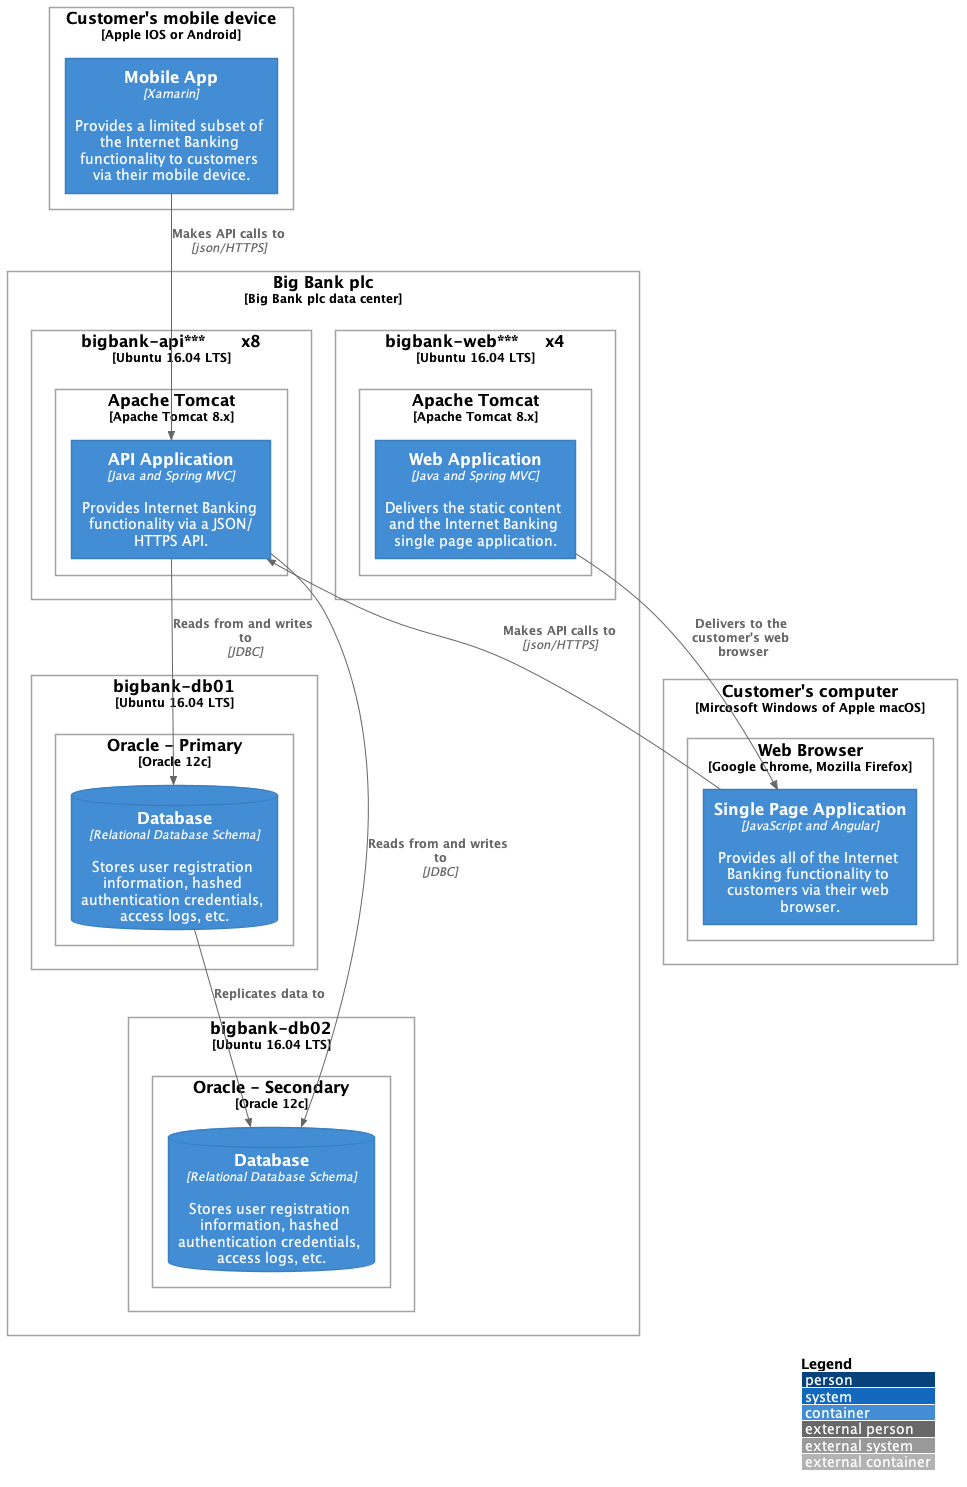 Customer's mobile device
[Apple IOS or Android]
Mobile App
[Xamarin]
Provides a limited subset of
the Internet Banking
functionality to customers
via their mobile device.
Makes API calls to
[json/HTTPS]
Big Bank plc
[Big Bank plc data center]
bigbank-api*** x8
[Ubuntu 16.04 LTS]
Apache Tomcat
[Apache Tomcat 8.x]
API Application
[Java and Spring MVC]
Provides Internet Banking
functionality via a JSON/
HTTPS API.
bigbank-web*** x4
[Ubuntu 16.04 LTS]
Apache Tomcat
[Apache Tomcat 8.x]
Web Application
[Java and Spring MVC]
Delivers the static content
and the Internet Banking
single page application.
Reads from and writes
to
[JDBC]
Makes API calls to
[json/HTTPS]
Delivers to the
customer's web
browser
bigbank-db01
[Ubuntu 16.04 LTS]
Oracle - Primary
[Oracle 12c]
Database
[Relational Database Schema]
Stores user registration
information, hashed
authentication credentials,
access logs, etc.
Customer's computer
[Mircosoft Windows of Apple macOS]
Web Browser
[Google Chrome, Mozilla Firefox]
Single Page Application
[JavaScript and Angular]
Provides all of the Internet
Banking functionality to
customers via their web
browser.
Reads from and writes
to
[JDBC]
Replicates data to
bigbank-db02
[Ubuntu 16.04 LTS]
Oracle - Secondary
[Oracle 12c]
Database
[Relational Database Schema]
Stores user registration
information, hashed
authentication credentials,
access logs, etc.
Legend
person
system
container
external person
external system
external container